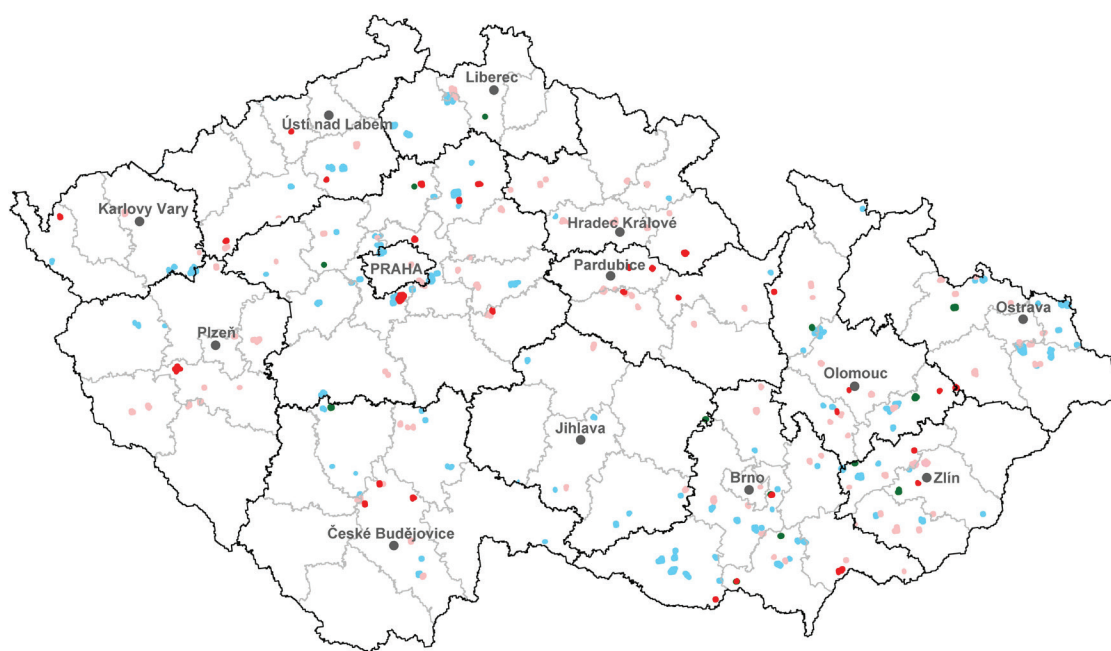 Liberec
Ústí nad Labem
Karlovy Vary
Hradec Králové
PRAHA
Pardubice
Ostrava
Plzeň
Olomouc
Jihlava
Brno
Zlín
České Budějovice